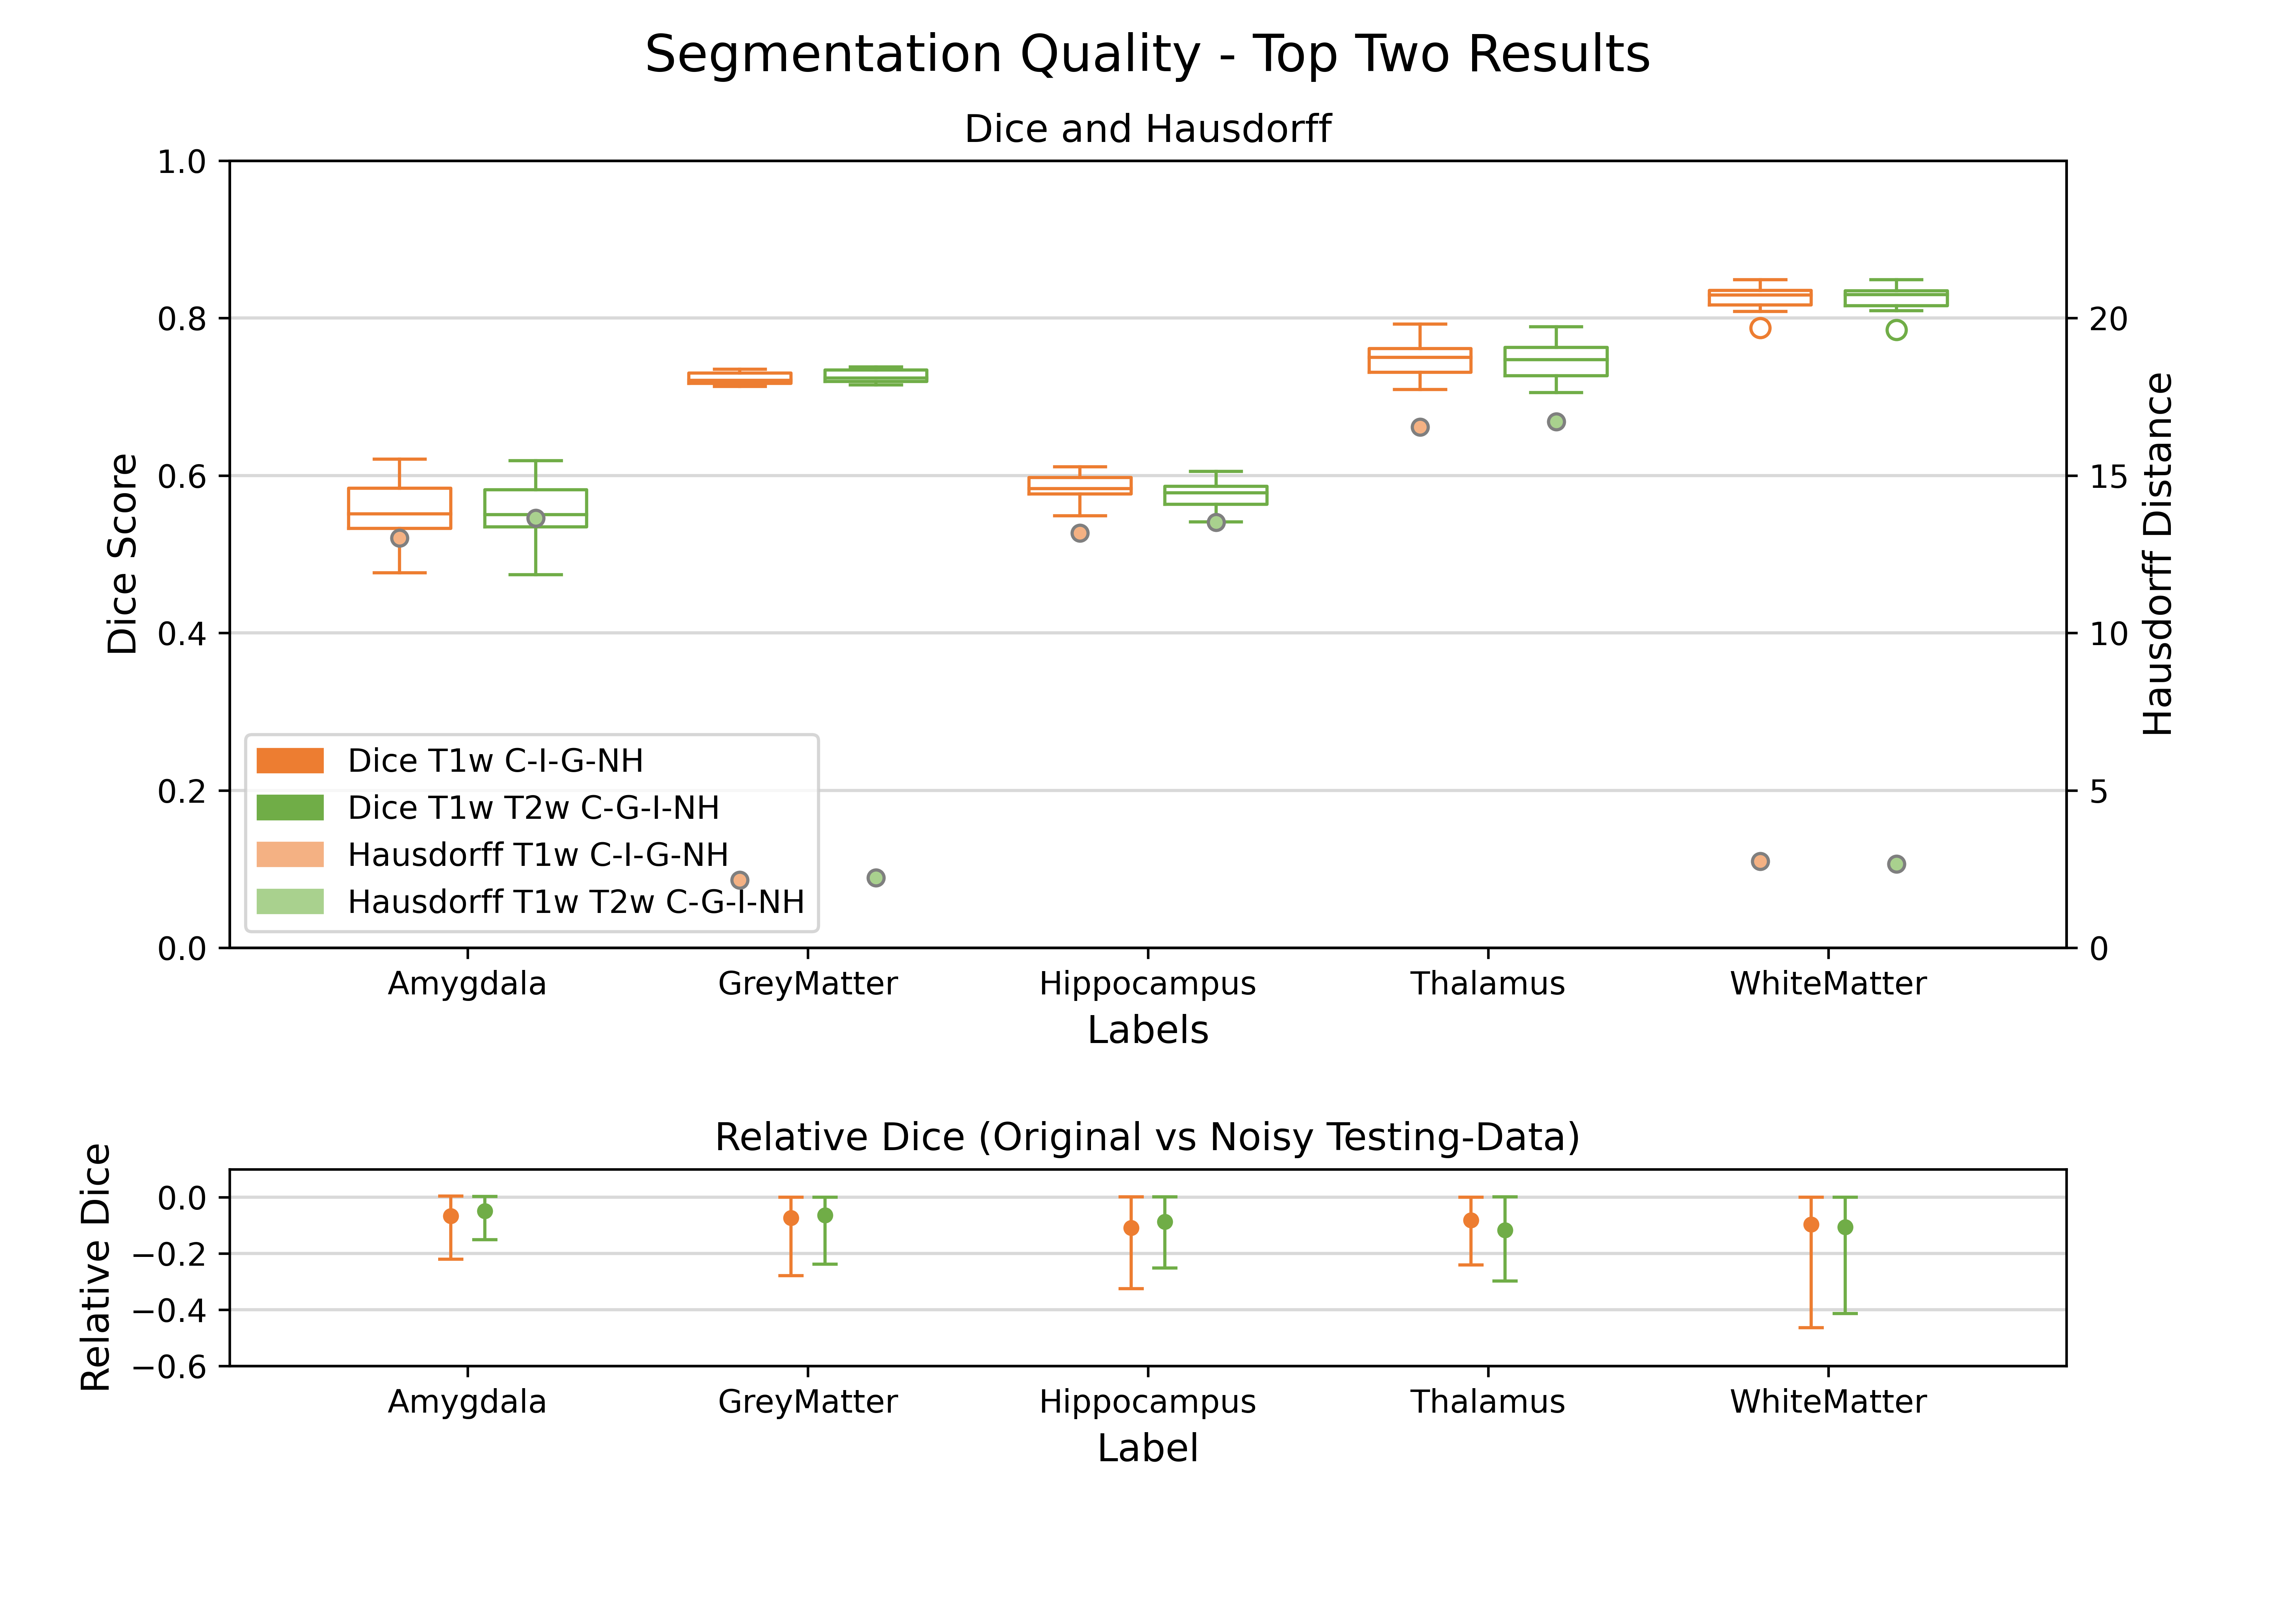 Segmentation Quality - Top Two Results
Dice and Hausdorff
1.0
0.8
0.6
0.4
0.2
0.0
Dice Score
20
15
10
5
0
Hausdorff Distance
Dice T1w C-I-G-NH
Dice T1w T2w C-G-I-NH
Hausdorff T1w C-I-G-NH
Hausdorff T1w T2w C-G-I-NH
Amygdala GreyMatter Hippocampus Thalamus WhiteMatter
Labels
Relative Dice (Original vs Noisy Testing-Data)
Relative Dice
0.0
−0.2
−0.4
−0.6
Amygdala GreyMatter Hippocampus Thalamus WhiteMatter
Label